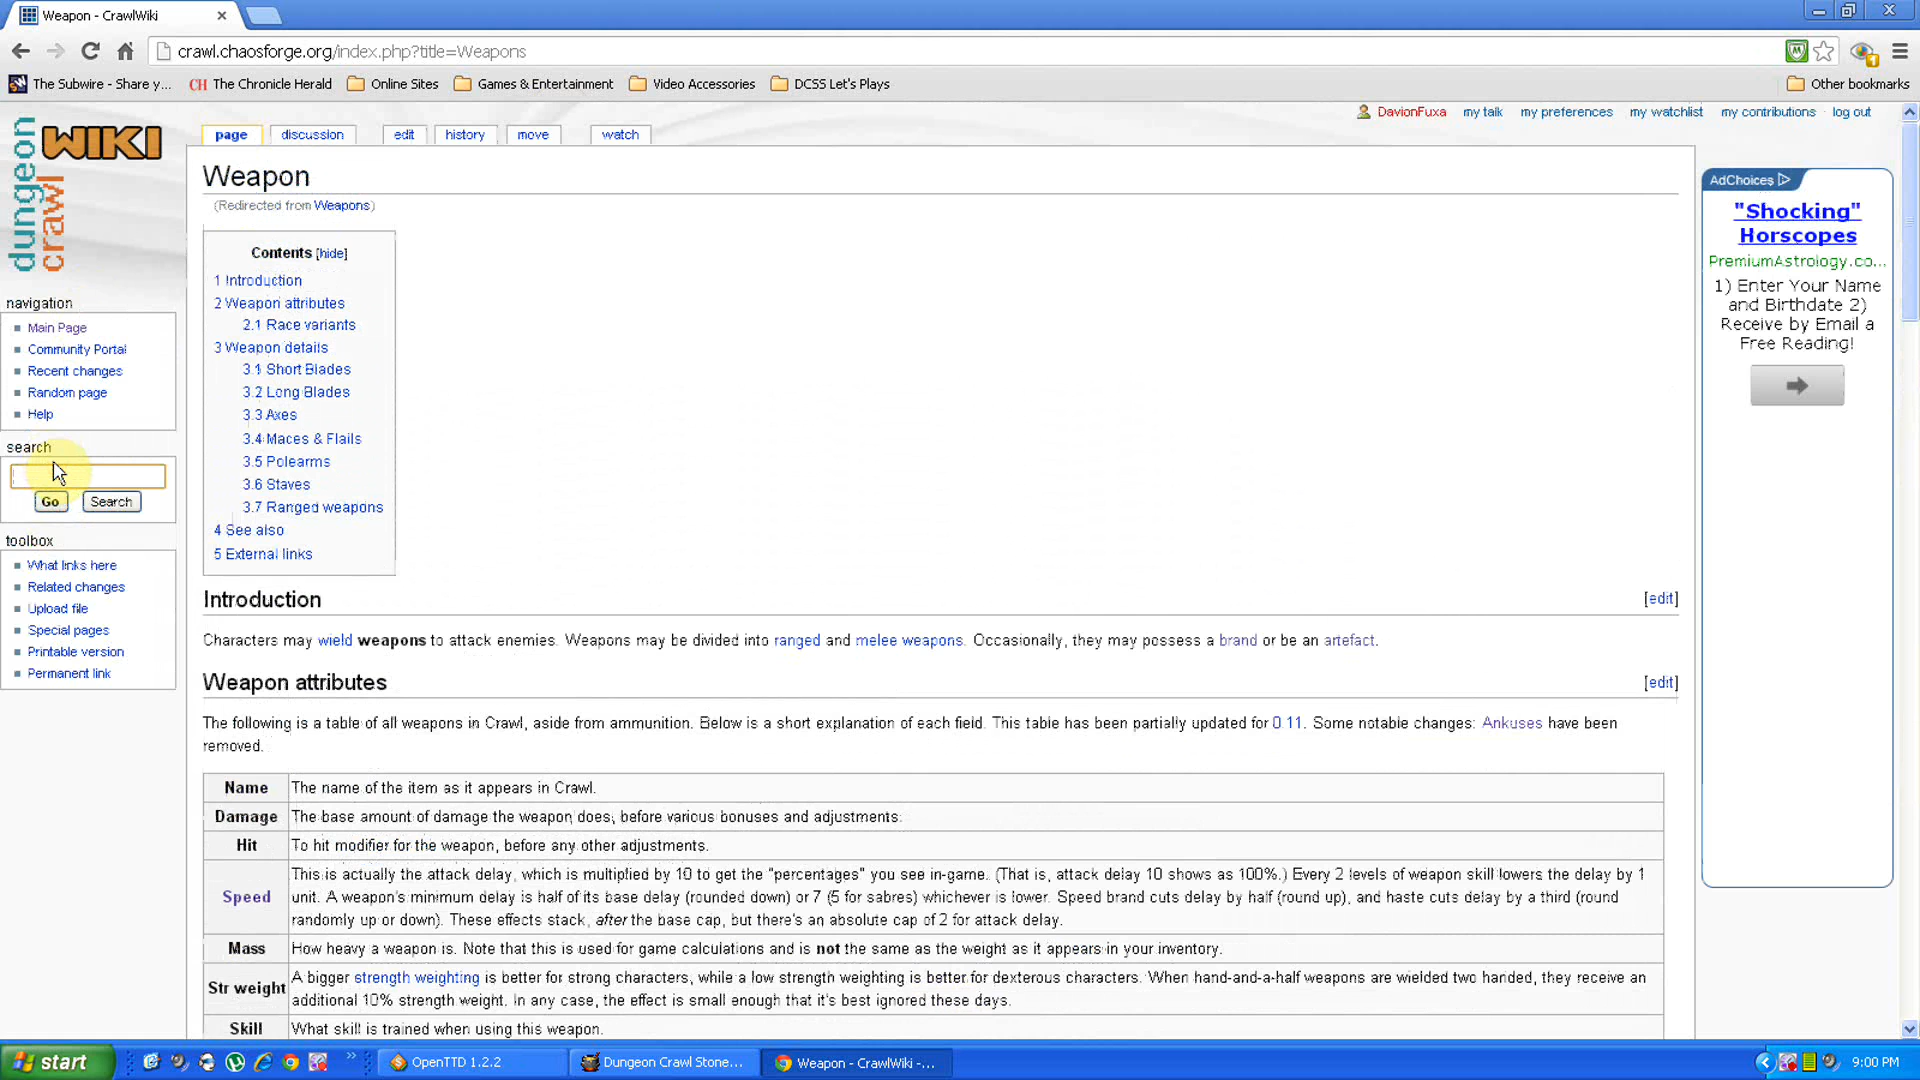 Weapon - CrawlWiki
crawl.chaosforge.org/index.php?title=Weapons
The Subwire - Share y... CH The Chronicle Herald Online Sites Games & Entertainment Video Accessories DCSS Let's Plays Other bookmarks
DavionFuxa my talk my preferences my watchlist my contributions log out
dungeon crawl WIKI
page discussion edit history move watch
Weapon
(Redirected from Weapons)
Contents [hide]
1 Introduction
2 Weapon attributes
2.1 Race variants
3 Weapon details
3.1 Short Blades
3.2 Long Blades
3.3 Axes
3.4 Maces & Flails
3.5 Polearms
3.6 Staves
3.7 Ranged weapons
4 See also
5 External links
navigation
Main Page
Community Portal
Recent changes
Random page
Help
search
Go Search
toolbox
What links here
Related changes
Upload file
Special pages
Printable version
Permanent link
Introduction [edit]
Characters may wield weapons to attack enemies. Weapons may be divided into ranged and melee weapons. Occasionally, they may possess a brand or be an artefact.
Weapon attributes [edit]
The following is a table of all weapons in Crawl, aside from ammunition. Below is a short explanation of each field. This table has been partially updated for 0.11. Some notable changes: Ankuses have been
removed.
Name The name of the item as it appears in Crawl.
Damage The base amount of damage the weapon does, before various bonuses and adjustments.
Hit To hit modifier for the weapon, before any other adjustments.
Speed This is actually the attack delay, which is multiplied by 10 to get the "percentages" you see in-game. (That is, attack delay 10 shows as 100%.) Every 2 levels of weapon skill lowers the delay by 1
unit. A weapon's minimum delay is half of its base delay (rounded down) or 7 (5 for sabres) whichever is lower. Speed brand cuts delay by half (round up), and haste cuts delay by a third (round
randomly up or down). These effects stack, after the base cap, but there's an absolute cap of 2 for attack delay.
Mass How heavy a weapon is. Note that this is used for game calculations and is not the same as the weight as it appears in your inventory.
Str weight A bigger strength weighting is better for strong characters, while a low strength weighting is better for dexterous characters. When hand-and-a-half weapons are wielded two handed, they receive an
additional 10% strength weight. In any case, the effect is small enough that it's best ignored these days.
Skill What skill is trained when using this weapon.
AdChoices
"Shocking"
Horscopes
PremiumAstrology.co...
1) Enter Your Name
and Birthdate 2)
Receive by Email a
Free Reading!
start OpenTTD 1.2.2 Dungeon Crawl Stone... Weapon - CrawlWiki -... 9:00 PM